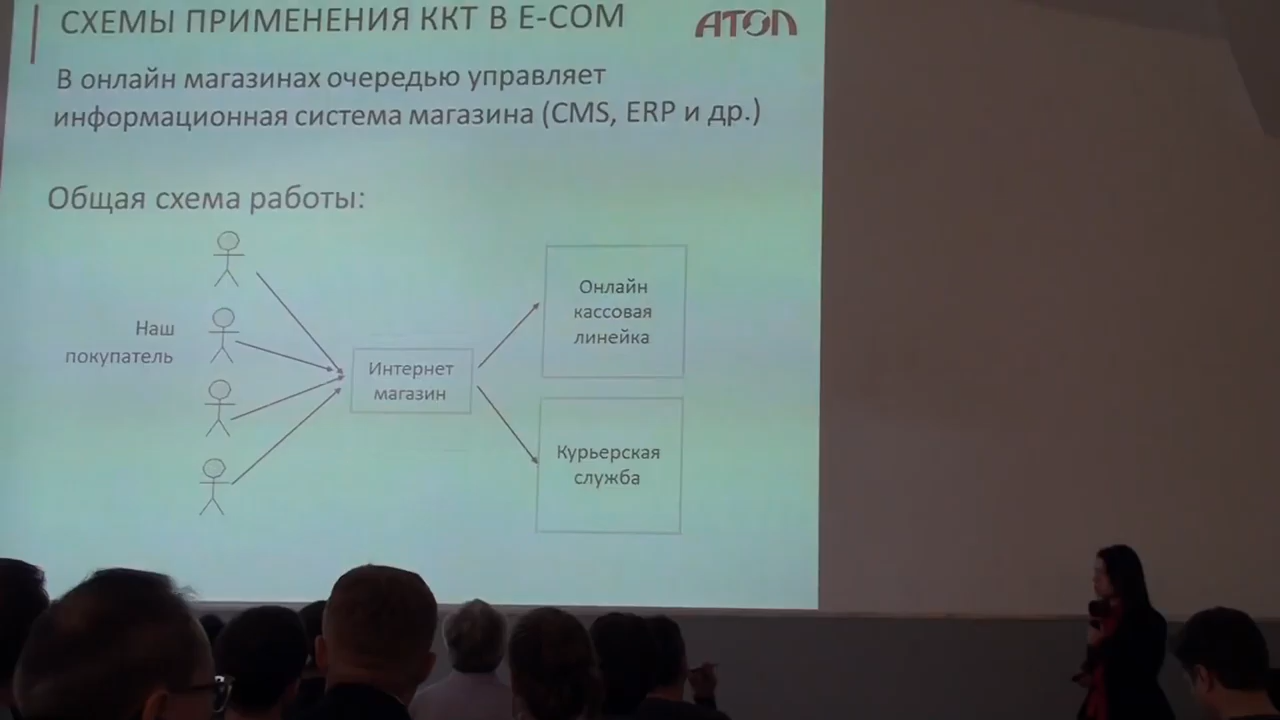 СХЕМЫ ПРИМЕНЕНИЯ ККТ В E-COM
АТОЛ
В онлайн магазинах очередью управляет
информационная система магазина (CMS, ERP и др.)
Общая схема работы:
Наш
покупатель
Интернет
магазин
Онлайн
кассовая
линейка
Курьерская
служба